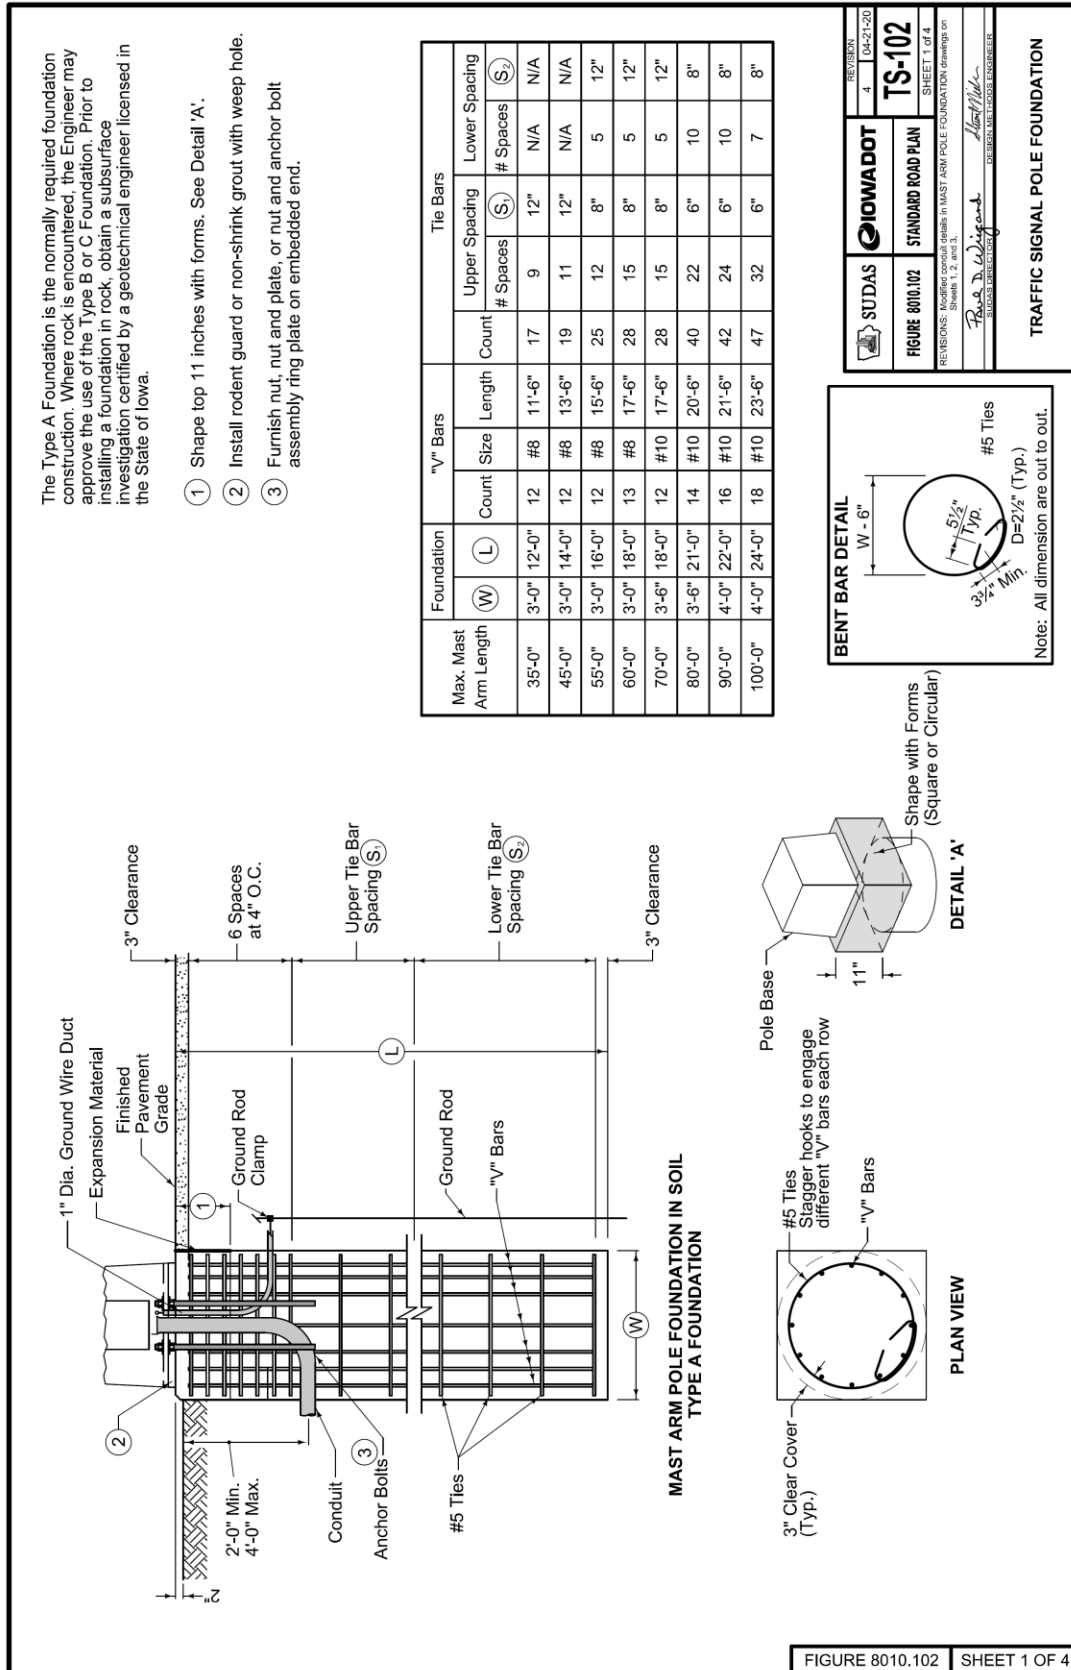 The Type A Foundation is the normally required foundation
construction. Where rock is encountered, the Engineer may
approve the use of the Type B or C Foundation. Prior to
installing a foundation in rock, obtain a subsurface
investigation certified by a geotechnical engineer licensed in
the State of Iowa.
1 Shape top 11 inches with forms. See Detail 'A'.
2 Install rodent guard or non-shrink grout with weep hole.
3 Furnish nut, nut and plate, or nut and anchor bolt
assembly ring plate on embedded end.
1" Dia. Ground Wire Duct
Expansion Material
Finished
Pavement
Grade
3" Clearance
1
2
2"
2'-0" Min.
4'-0" Max.
Ground Rod
Clamp
6 Spaces
at 4" O.C.
Conduit
3
Anchor Bolts
L
Upper Tie Bar
Spacing S₁
Ground Rod
#5 Ties
"V" Bars
Lower Tie Bar
Spacing S₂
W
3" Clearance
MAST ARM POLE FOUNDATION IN SOIL
TYPE A FOUNDATION
Max. Mast
Arm Length
Foundation
"V" Bars
Tie Bars
W L Count Size Length Count
Upper Spacing
Lower Spacing
# Spaces S₁ # Spaces S₂
35'-0" 3'-0" 12'-0" 12 #8 11'-6" 17 9 12" N/A N/A
45'-0" 3'-0" 14'-0" 12 #8 13'-6" 19 11 12" N/A N/A
55'-0" 3'-0" 16'-0" 12 #8 15'-6" 25 12 8" 5 12"
60'-0" 3'-0" 18'-0" 13 #8 17'-6" 28 15 8" 5 12"
70'-0" 3'-6" 18'-0" 12 #10 17'-6" 28 15 8" 5 12"
80'-0" 3'-6" 21'-0" 14 #10 20'-6" 40 22 6" 10 8"
90'-0" 4'-0" 22'-0" 16 #10 21'-6" 42 24 6" 10 8"
100'-0" 4'-0" 24'-0" 18 #10 23'-6" 47 32 6" 7 8"
3" Clear Cover
(Typ.)
#5 Ties
Stagger hooks to engage
different "V" bars each row
"V" Bars
PLAN VIEW
Pole Base
11"
Shape with Forms
(Square or Circular)
DETAIL 'A'
BENT BAR DETAIL
W - 6"
5½"
Typ.
3¾" Min.
D=2½" (Typ.)
#5 Ties
Note: All dimension are out to out.
SUDAS
IOWADOT
REVISION
4 04-21-20
FIGURE 8010.102
STANDARD ROAD PLAN
TS-102
SHEET 1 of 4
REVISIONS: Modified conduit details in MAST ARM POLE FOUNDATION drawings on
Sheets 1, 2, and 3.
Paul D. Wiegand
SUDAS DIRECTOR
DESIGN METHODS ENGINEER
TRAFFIC SIGNAL POLE FOUNDATION
FIGURE 8010.102
SHEET 1 OF 4